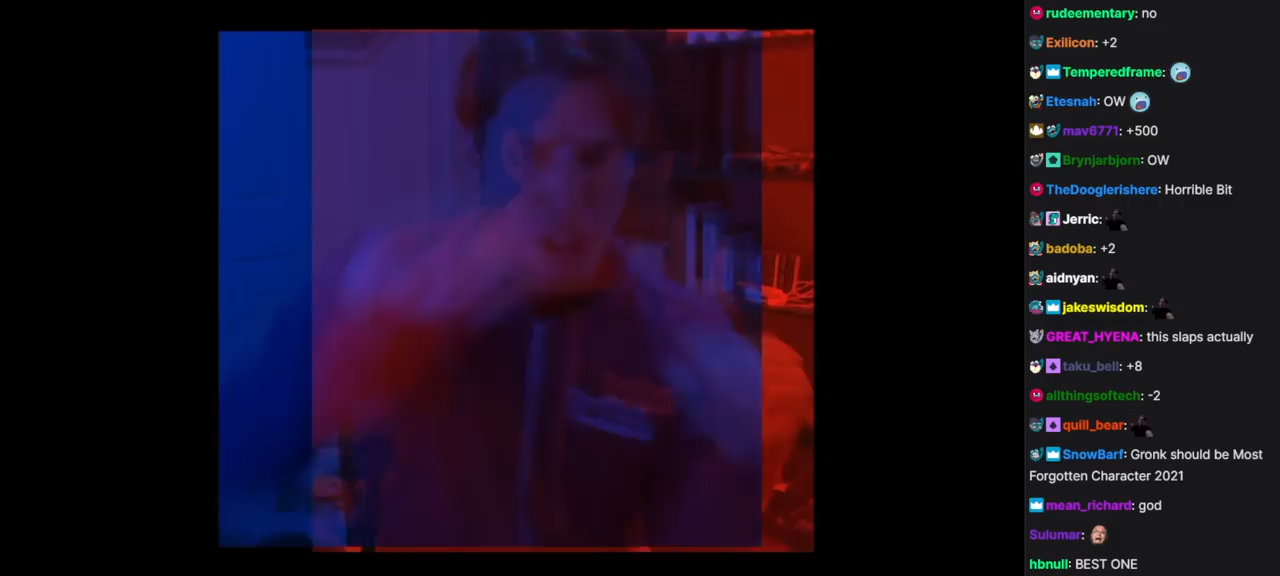 rudeementary: no
Exilicon: +2
Temperedframe:
Etesnah: OW
mav6771: +500
Brynjarbjorn: OW
TheDooglerishere: Horrible Bit
Jerric:
badoba: +2
aidnyan:
jakeswisdom:
GREAT_HYENA: this slaps actually
taku_bell: +8
allthingsoftech: -2
quill_bear:
SnowBarf: Gronk should be Most
Forgotten Character 2021
mean_richard: god
Sulumar:
hbnull: BEST ONE